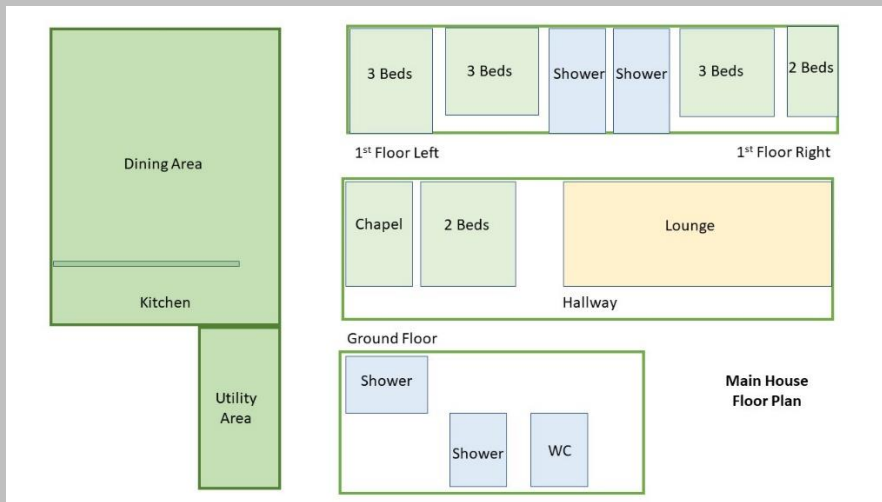 3 Beds
3 Beds
Shower
Shower
3 Beds
2 Beds
Dining Area
1st Floor Left
1st Floor Right
Chapel
2 Beds
Lounge
Kitchen
Hallway
Ground Floor
Shower
Main House
Floor Plan
Utility
Area
Shower
WC